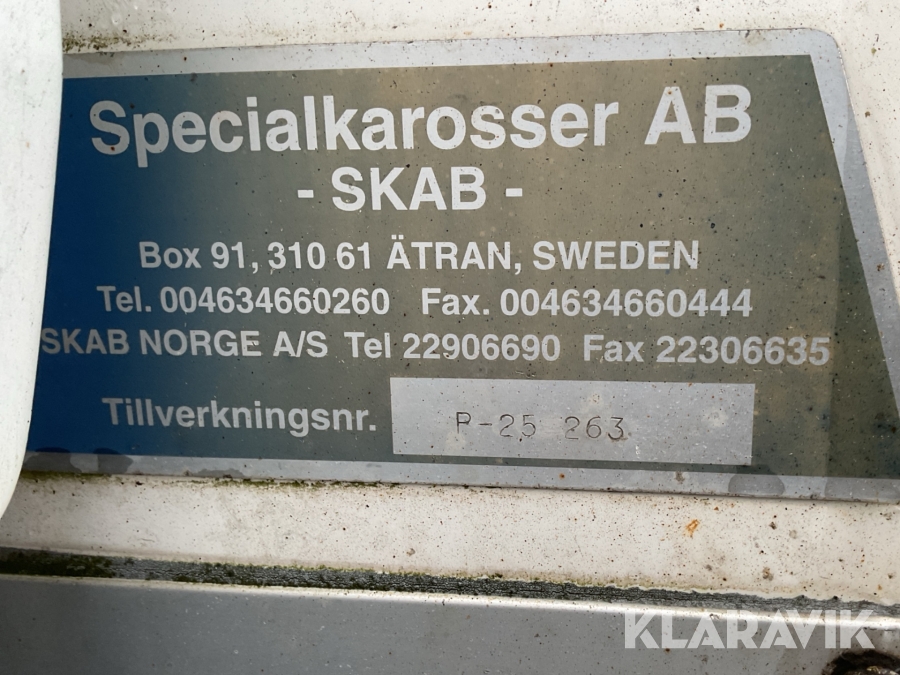 Specialkarosser AB
- SKAB -
Box 91, 310 61 ÄTRAN, SWEDEN
Tel. 004634660260 Fax. 004634660444
SKAB NORGE A/S Tel 22906690 Fax 22306635
Tillverkningsnr. P-25 263
KLARAVIK